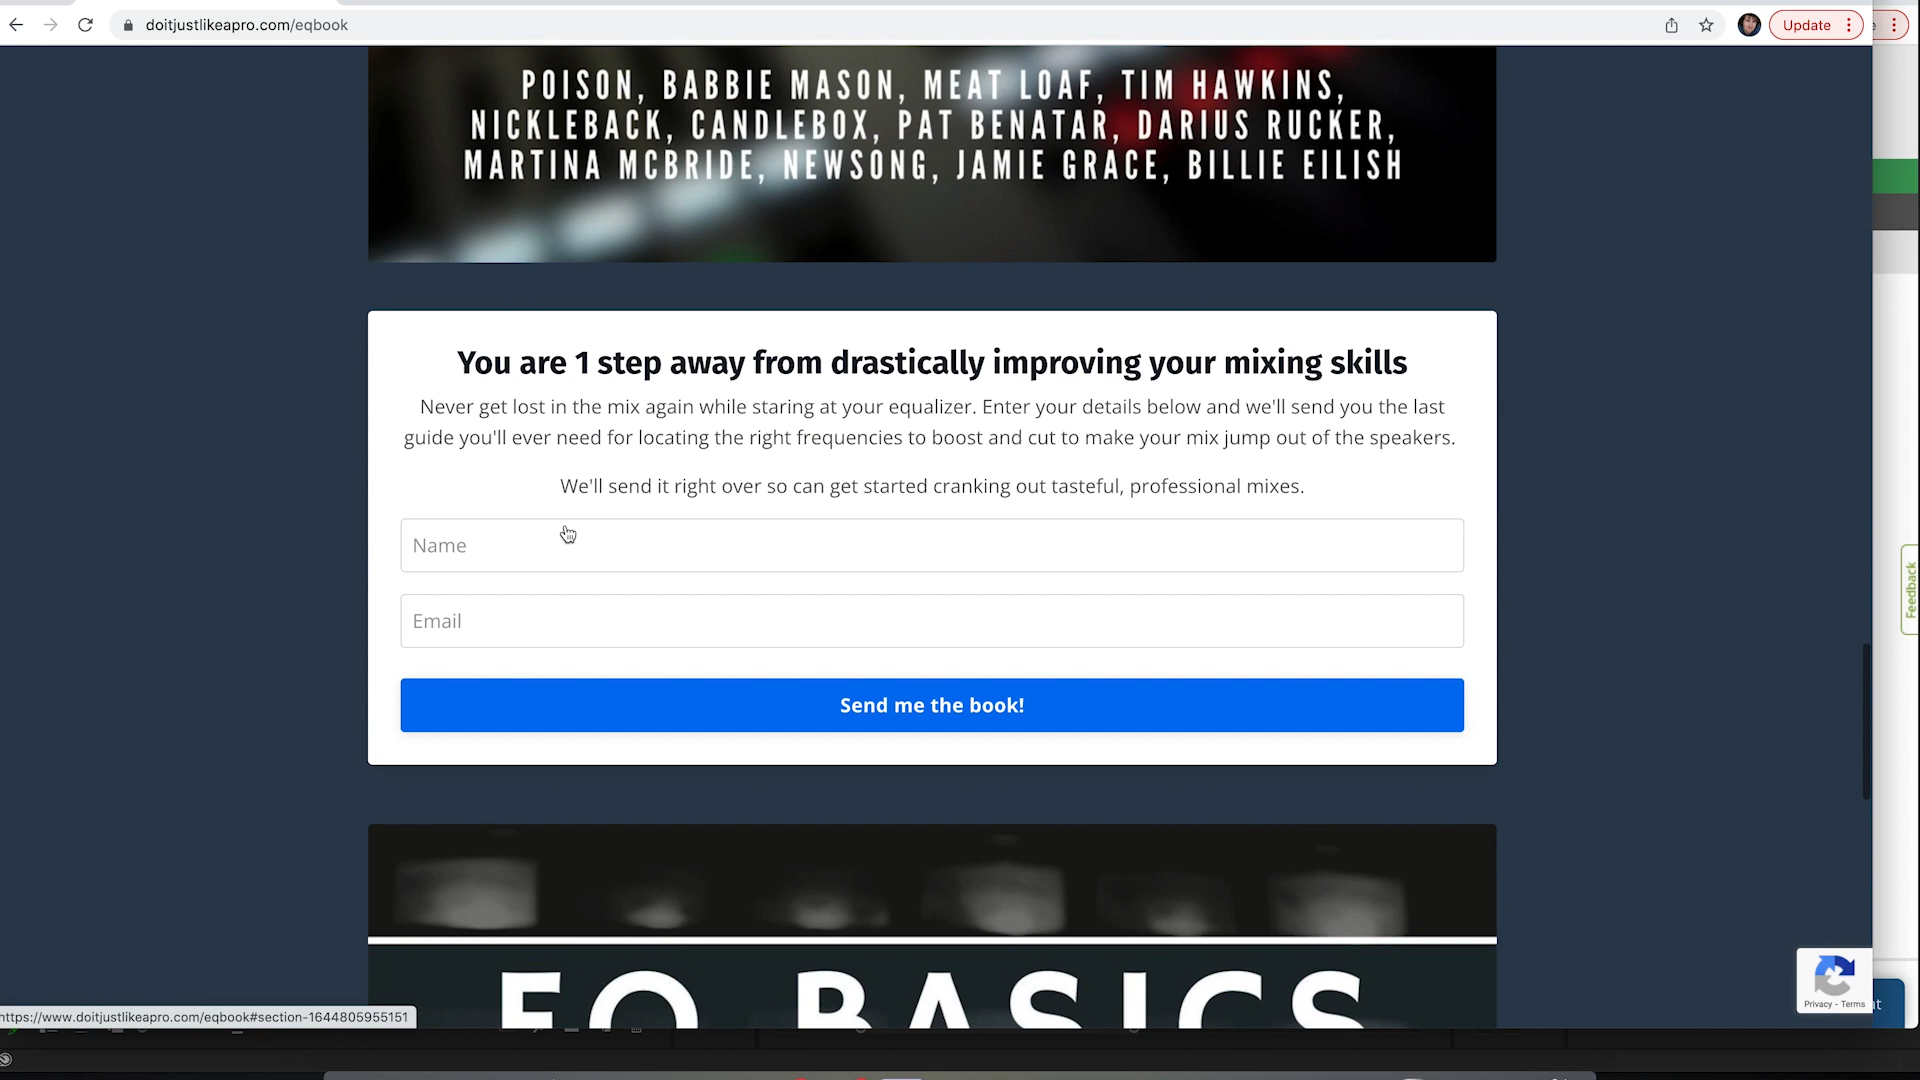 doitjustlikeapro.com/eqbook
Update
POISON, BABBIE MASON, MEAT LOAF, TIM HAWKINS,
NICKLEBACK, CANDLEBOX, PAT BENATAR, DARIUS RUCKER,
MARTINA MCBRIDE, NEWSONG, JAMIE GRACE, BILLIE EILISH
You are 1 step away from drastically improving your mixing skills
Never get lost in the mix again while staring at your equalizer. Enter your details below and we'll send you the last
guide you'll ever need for locating the right frequencies to boost and cut to make your mix jump out of the speakers.
We'll send it right over so can get started cranking out tasteful, professional mixes.
Name
Email
Send me the book!
Feedback
EQ BASICS
Privacy - Terms
https://www.doitjustlikeapro.com/eqbook#section-1644805955151